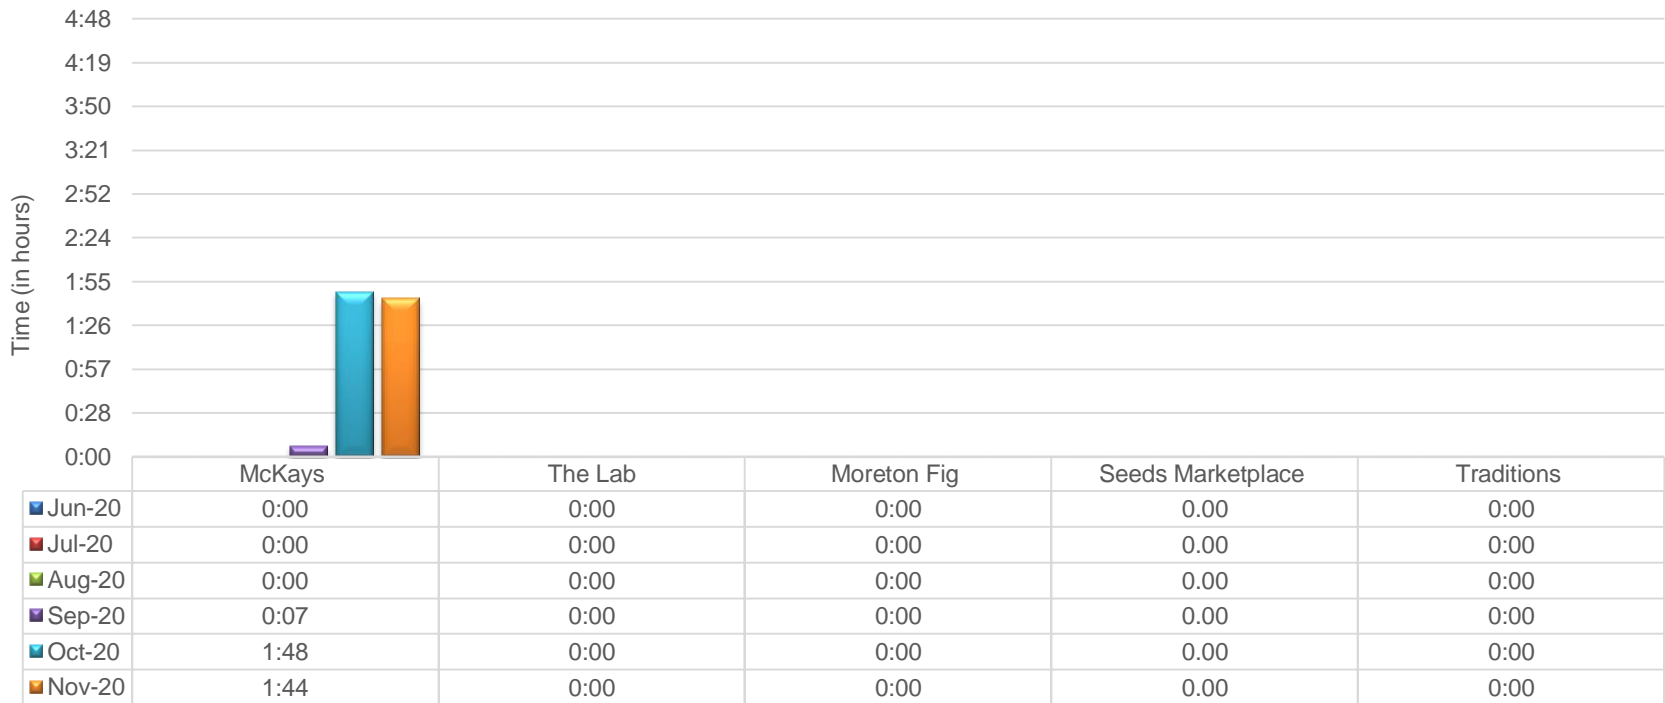 4:48
4:19
3:50
3:21
2:52
2:24
1:55
1:26
0:57
0:28
0:00
Time (in hours)
McKays The Lab Moreton Fig Seeds Marketplace Traditions
Jun-20 0:00 0:00 0:00 0.00 0:00
Jul-20 0:00 0:00 0:00 0.00 0:00
Aug-20 0:00 0:00 0:00 0.00 0:00
Sep-20 0:07 0:00 0:00 0.00 0:00
Oct-20 1:48 0:00 0:00 0.00 0:00
Nov-20 1:44 0:00 0:00 0.00 0:00